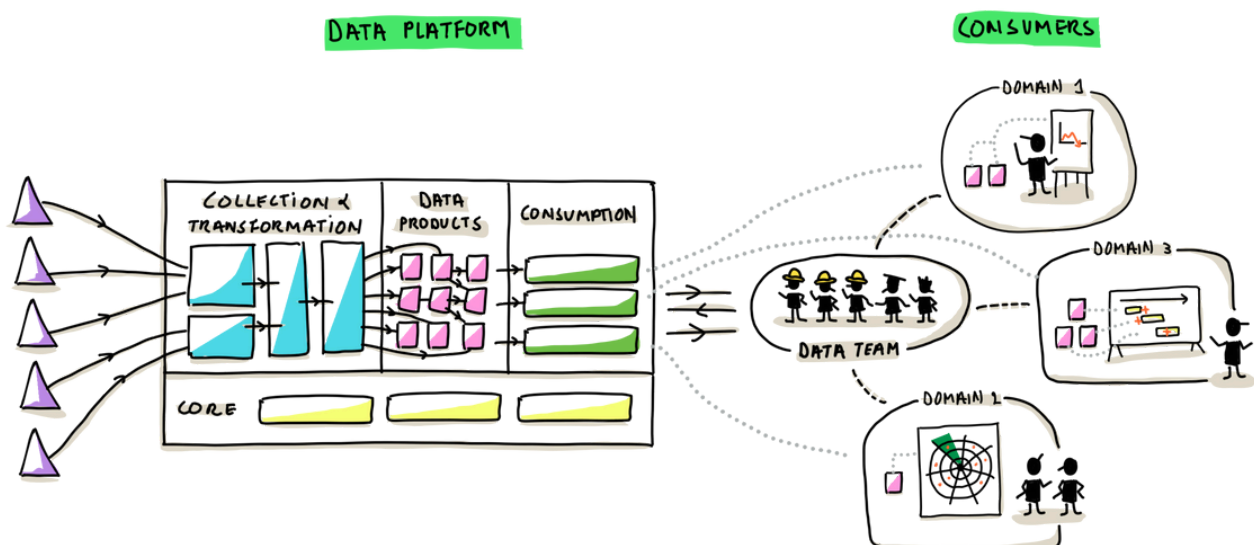 DATA PLATFORM
CONSUMERS
DOMAIN 1
COLLECTION &
TRANSFORMATION
DATA
PRODUCTS
CONSUMPTION
DOMAIN 3
DATA TEAM
CORE
DOMAIN 2